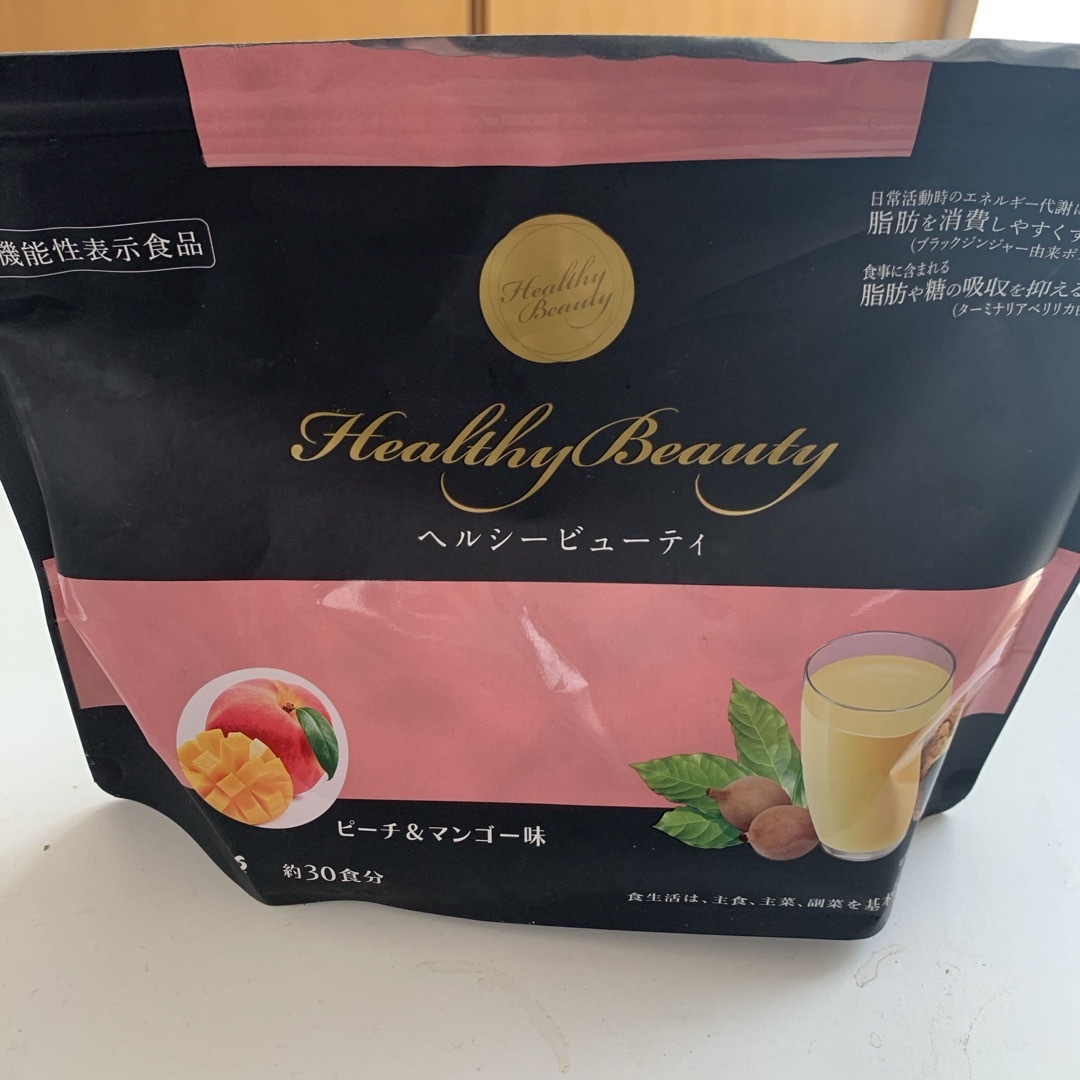 機能性表示食品
日常活動時のエネルギー代謝
脂肪を消費しやすく
(ブラックジンジャー由来
食事に含まれる
脂肪や糖の吸収を抑える
(ターミナリアベリリカ
Healthy
Beauty
Healthy Beauty
ヘルシービューティ
ピーチ&マンゴー味
約30食分
食生活は、主食、主菜、副菜を基